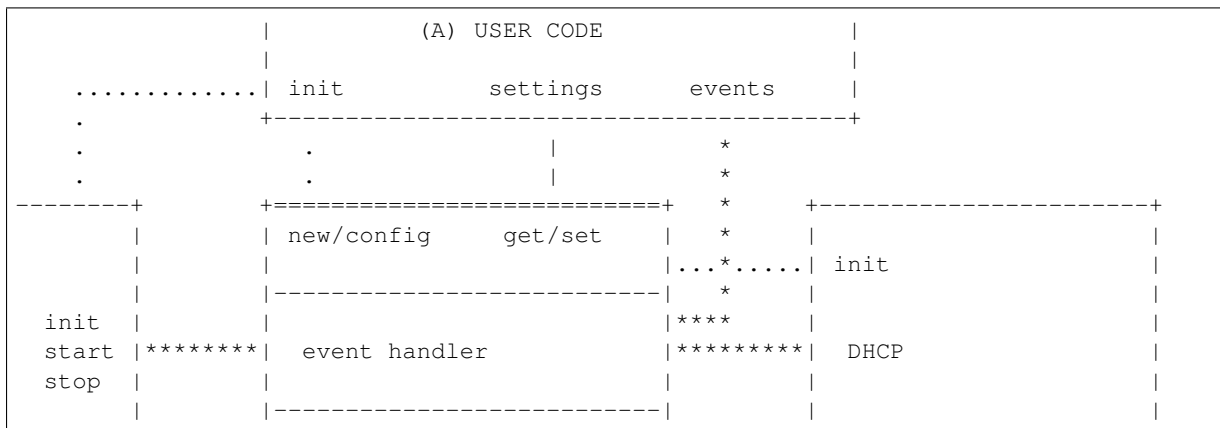 |          (A) USER CODE                 |
                  |                                        |
     .............| init          settings      events     |
     .            +----------------------------------------+
     .               .                |           *
     .               .                |           *
--------+         +===========================+   *     +-----------------------+
        |         | new/config     get/set    |   *     |                       |
        |         |                           |...*.....| init                  |
        |         |---------------------------|   *     |                       |
  init  |         |                           |****     |                       |
  start |********|  event handler            |*********|  DHCP                 |
  stop  |         |                           |         |                       |
        |         |---------------------------|         |                       |